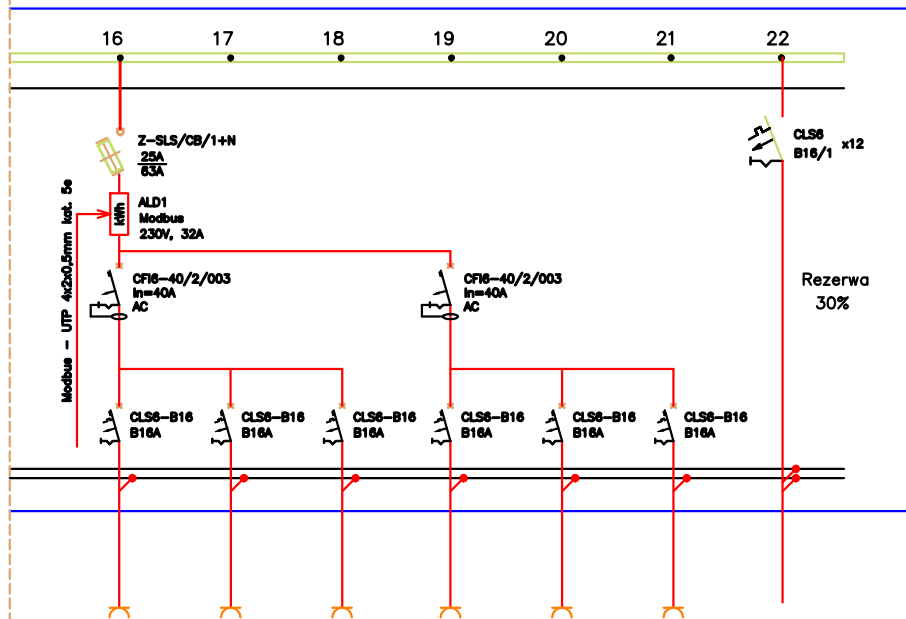 16 17 18 19 20 21 22
Z-SLS/CB/1+N
25A
63A
CLS6
B16/1 x12
kWh
ALD1
Modbus
230V, 32A
Modbus - UTP 4x2x0,5mm kat. 5e
CFI6-40/2/003
In=40A
AC
CFI6-40/2/003
In=40A
AC
Rezerwa
30%
CLS6-B16
B16A
CLS6-B16
B16A
CLS6-B16
B16A
CLS6-B16
B16A
CLS6-B16
B16A
CLS6-B16
B16A